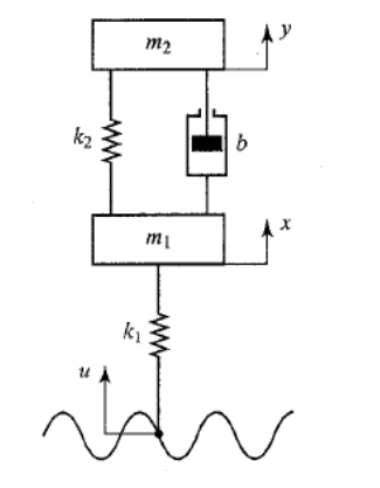 m₂
y
k₂
b
m₁
x
k₁
u